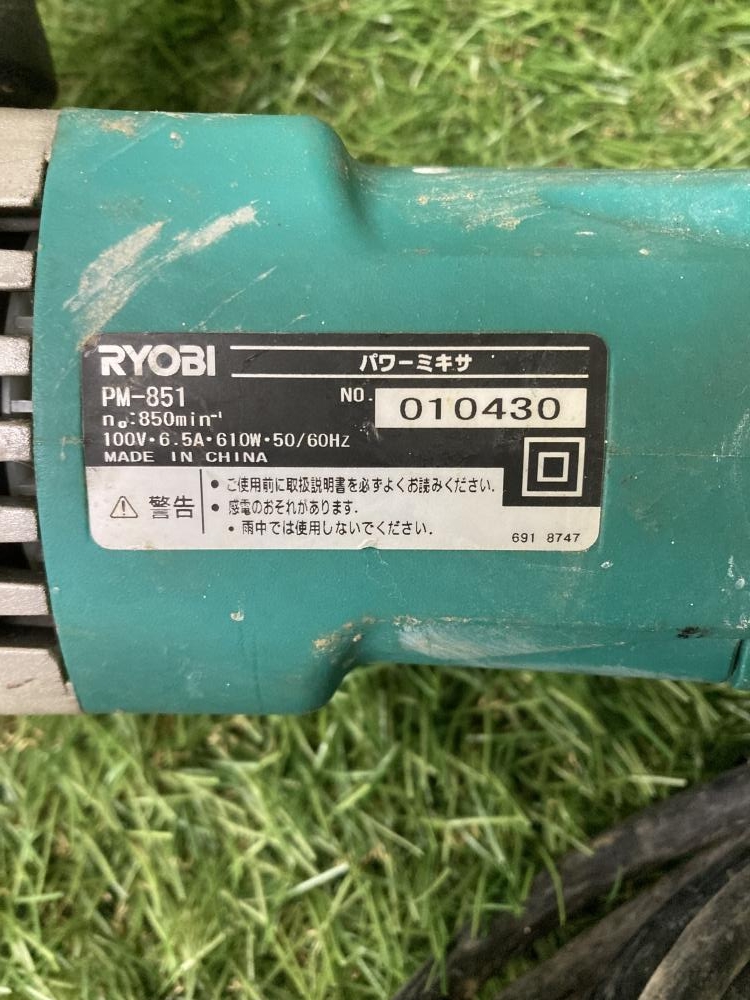 RYOBI パワーミキサ
PM-851 NO. 010430
n₀:850min⁻¹
100V・6.5A・610W・50/60HZ
MADE IN CHINA
⚠ 警告
• ご使用前に取扱説明書を必ずよくお読みください.
• 感電のおそれがあります.
• 雨中では使用しないでください.
691 8747